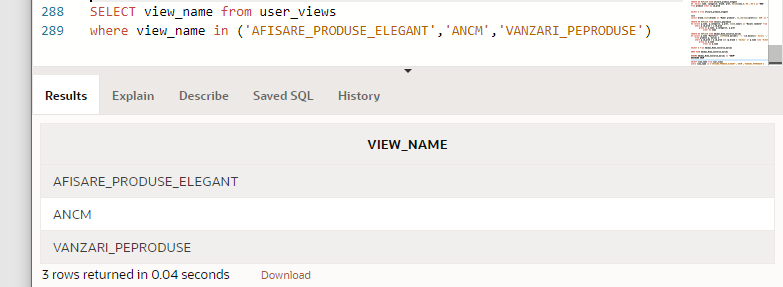 288 SELECT view_name from user_views
289 where view_name in ('AFISARE_PRODUSE_ELEGANT','ANCM','VANZARI_PEPRODUSE')
Results Explain Describe Saved SQL History
VIEW_NAME
AFISARE_PRODUSE_ELEGANT
ANCM
VANZARI_PEPRODUSE
3 rows returned in 0.04 seconds Download